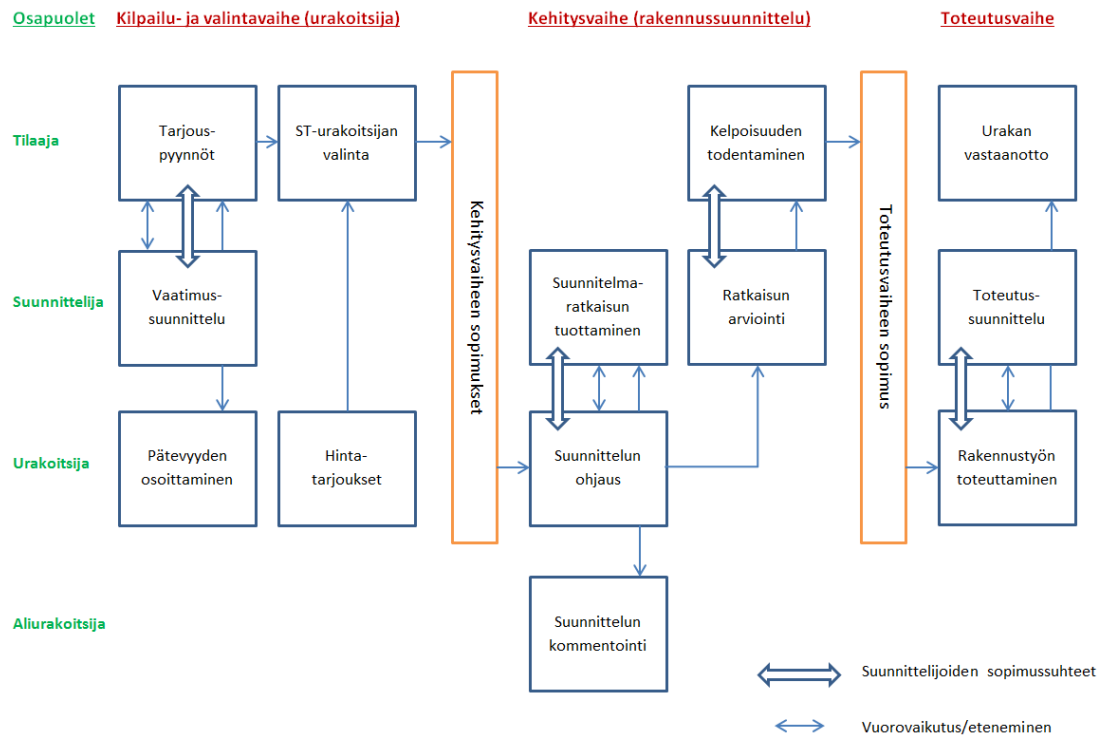 Osapuolet
Kilpailu- ja valintavaihe (urakoitsija)
Kehitysvaihe (rakennussuunnittelu)
Toteutusvaihe
Tilaaja
Tarjous-
pyynnöt
ST-urakoitsijan
valinta
Kelpoisuuden
todentaminen
Urakan
vastaanotto
Kehitysvaiheen sopimukset
Toteutusvaiheen sopimus
Suunnittelija
Vaatimus-
suunnittelu
Suunnitelma-
ratkaisun
tuottaminen
Ratkaisun
arviointi
Toteutus-
suunnittelu
Urakoitsija
Pätevyyden
osoittaminen
Hinta-
tarjoukset
Suunnittelun
ohjaus
Rakennustyön
toteuttaminen
Aliurakoitsija
Suunnittelun
kommentointi
Suunnittelijoiden sopimussuhteet
Vuorovaikutus/eteneminen